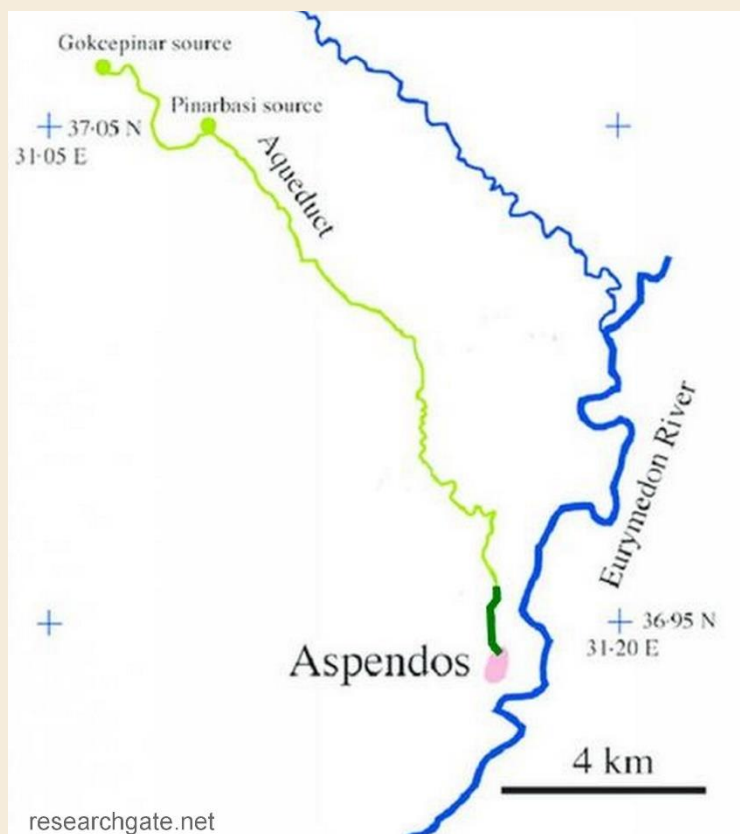 Gokcepinar source
Pinarbasi source
37·05 N
31·05 E
Aqueduct
Eurymedon River
36·95 N
31·20 E
Aspendos
4 km
researchgate.net